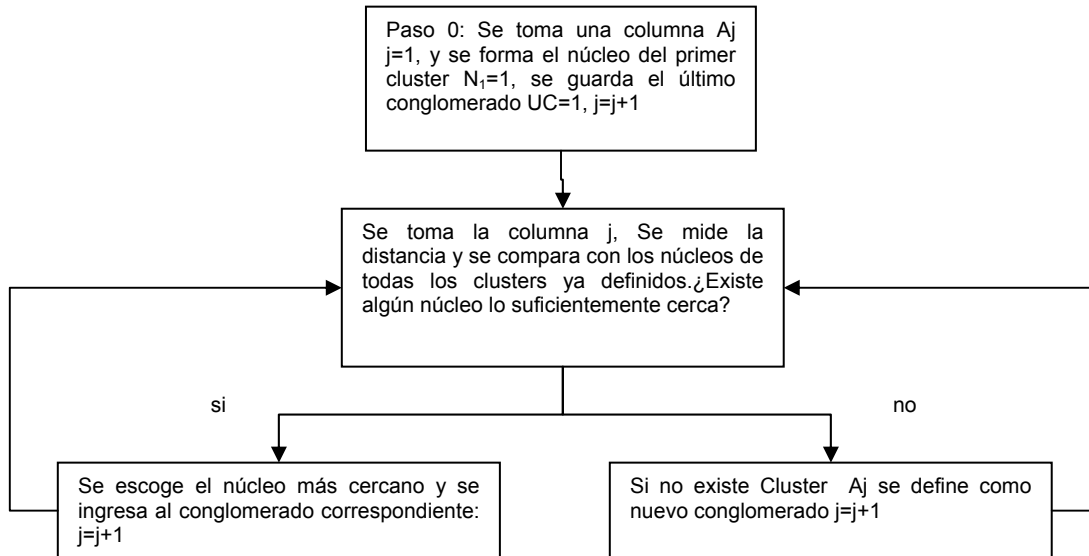 Paso 0: Se toma una columna Aj
j=1, y se forma el núcleo del primer
cluster N₁=1, se guarda el último
conglomerado UC=1, j=j+1
Se toma la columna j, Se mide la
distancia y se compara con los núcleos de
todas los clusters ya definidos.¿Existe
algún núcleo lo suficientemente cerca?
si
no
Se escoge el núcleo más cercano y se
ingresa al conglomerado correspondiente:
j=j+1
Si no existe Cluster Aj se define como
nuevo conglomerado j=j+1